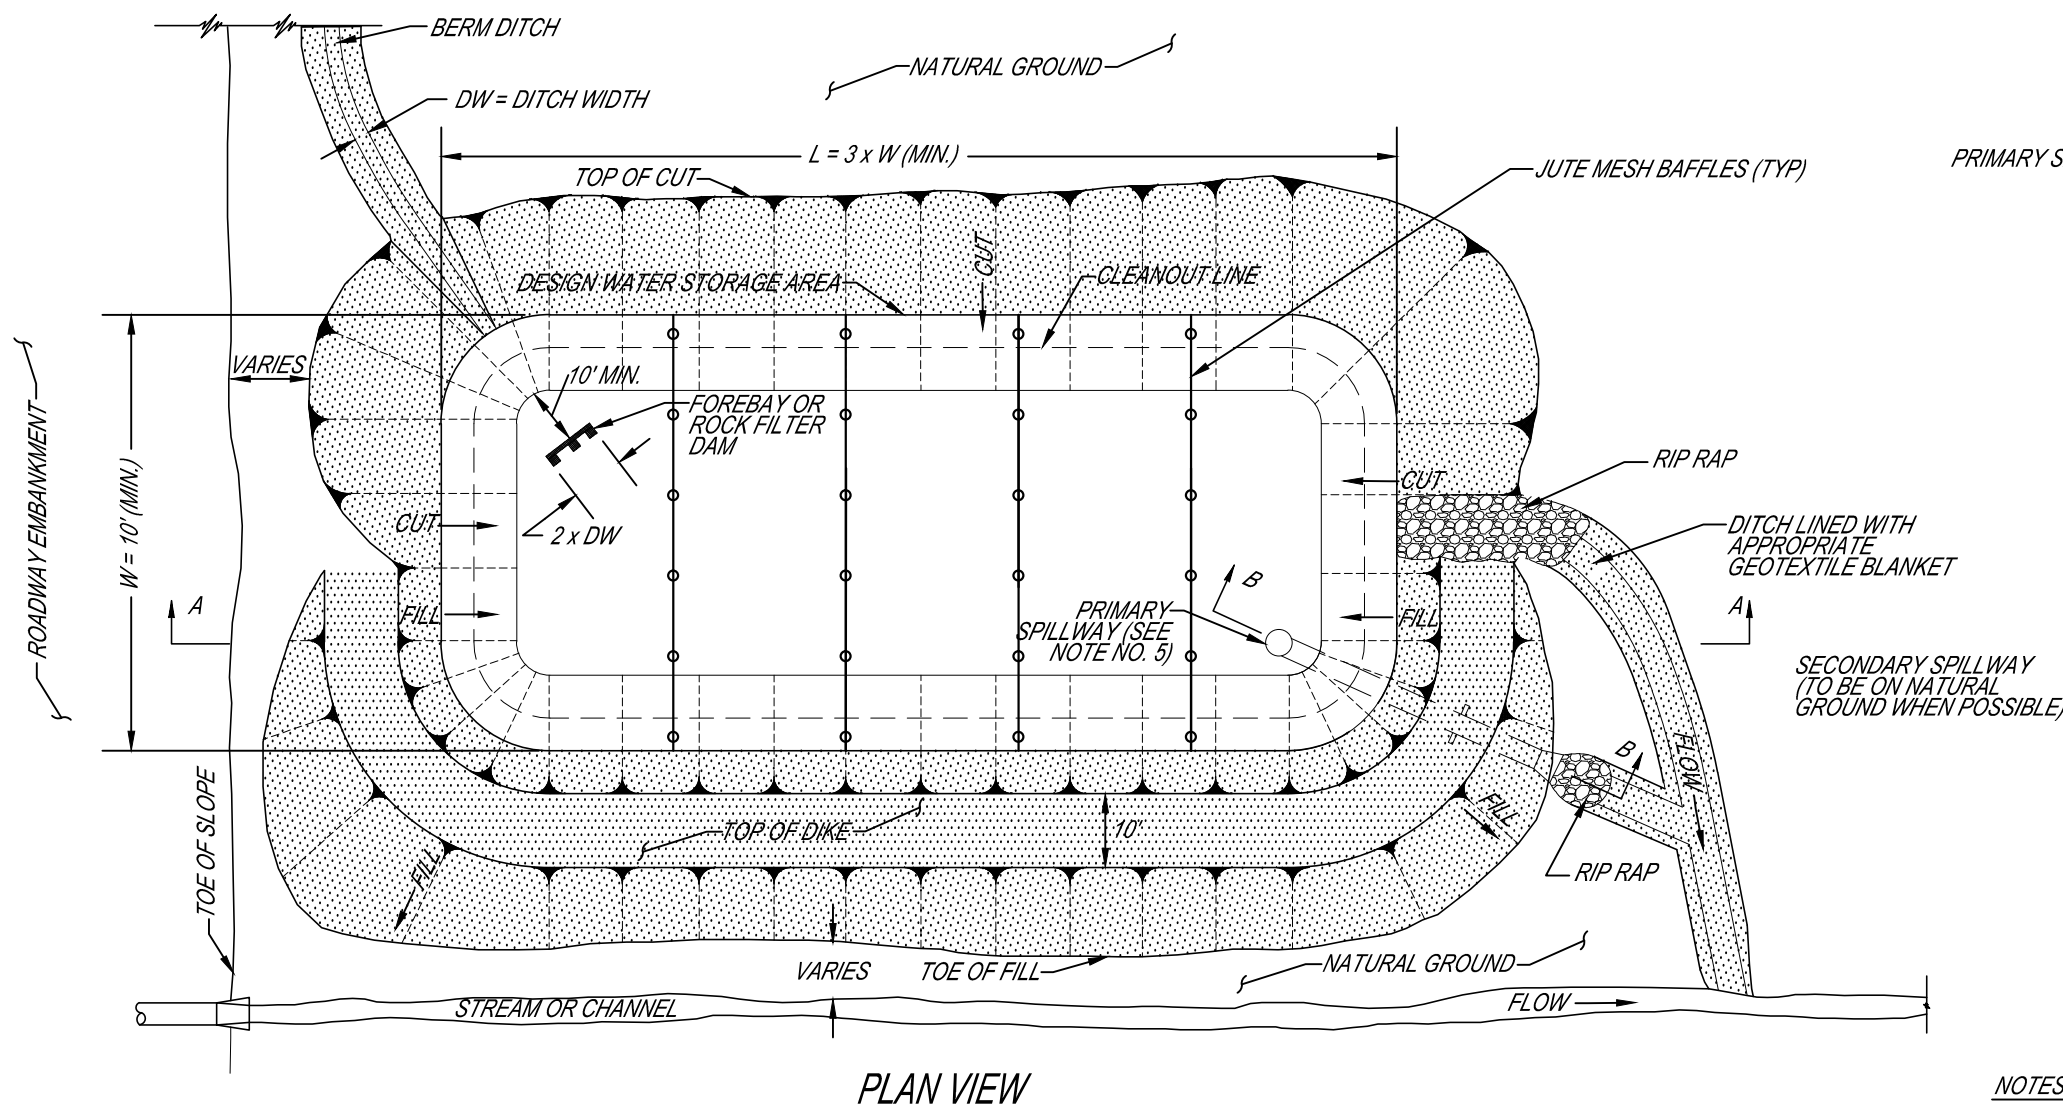 BERM DITCH
NATURAL GROUND
DW = DITCH WIDTH
L = 3 x W (MIN.)
PRIMARY S
JUTE MESH BAFFLES (TYP)
TOP OF CUT
CUT
DESIGN WATER STORAGE AREA
CLEANOUT LINE
VARIES
10' MIN.
FOREBAY OR
ROCK FILTER
DAM
ROADWAY EMBANKMENT
W = 10' (MIN.)
RIP RAP
CUT
CUT
2 x DW
DITCH LINED WITH
APPROPRIATE
GEOTEXTILE BLANKET
B
A
FILL
PRIMARY
SPILLWAY (SEE
NOTE NO. 5)
FILL
A
SECONDARY SPILLWAY
(TO BE ON NATURAL
GROUND WHEN POSSIBLE)
B
FLOW
TOE OF SLOPE
FILL
TOP OF DIKE
10'
FILL
RIP RAP
VARIES
TOE OF FILL
NATURAL GROUND
STREAM OR CHANNEL
FLOW
PLAN VIEW
NOTES